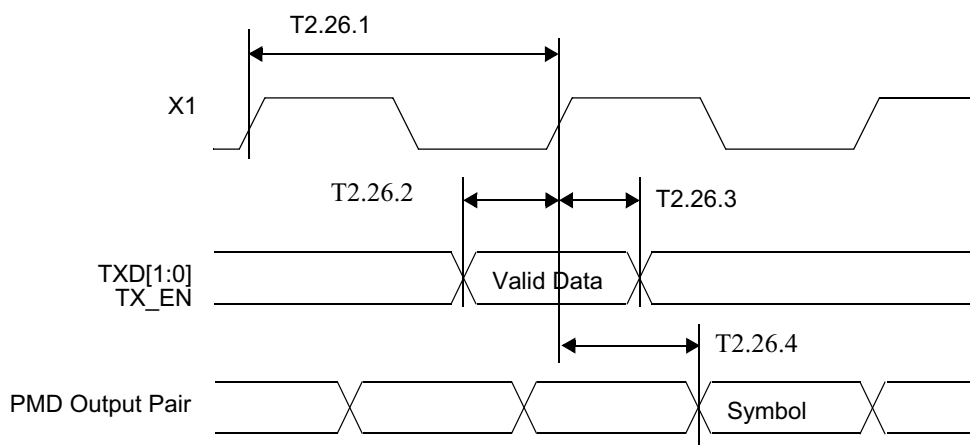 T2.26.1
X1
T2.26.2
T2.26.3
TXD[1:0]
TX_EN
Valid Data
T2.26.4
PMD Output Pair
Symbol